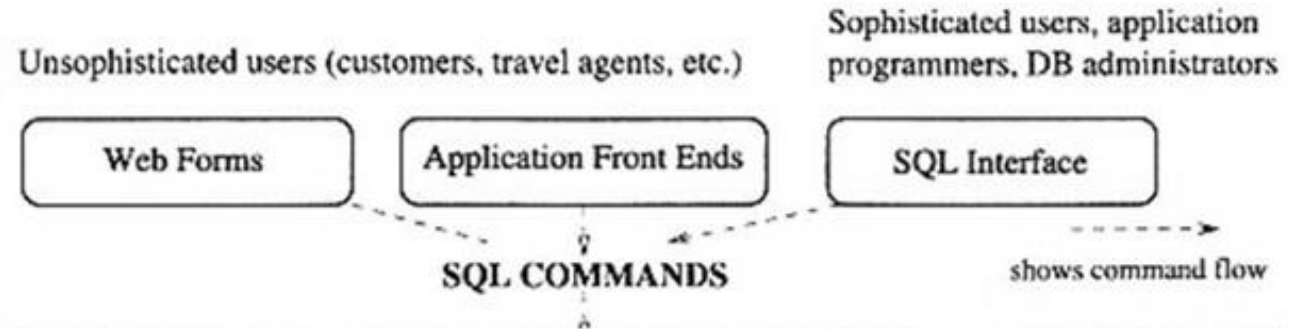 Sophisticated users, application
Unsophisticated users (customers, travel agents, etc.)
programmers, DB administrators
Web Forms
Application Front Ends
SQL Interface
SQL COMMANDS
shows command flow